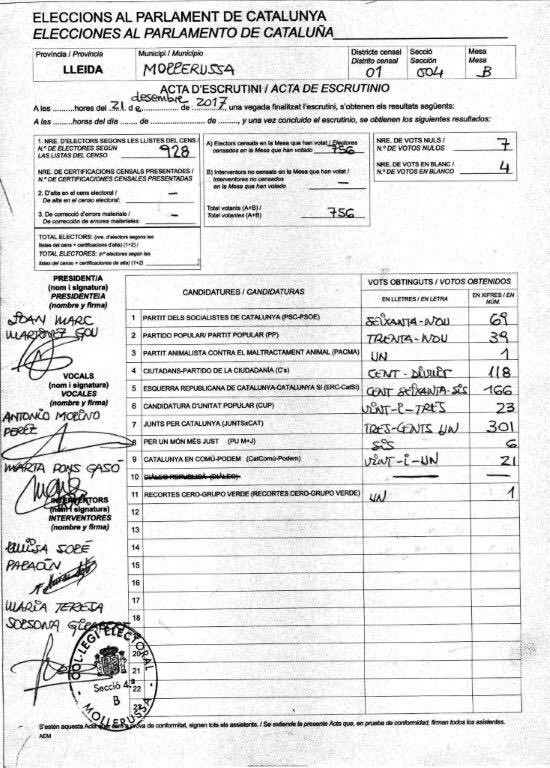 ELECCIONS AL PARLAMENT DE CATALUNYA
ELECCIONES AL PARLAMENTO DE CATALUÑA
Provincia / Provincia
LLEIDA
Municipi / Municipio
MOLLERUSSA
Districte censal
Distrito censal
01
Secció
Sección
004
Mesa
Mesa
B
ACTA D'ESCRUTINI / ACTA DE ESCRUTINIO
A les ..........hores del 21 de desembre de 2017, una vegada finalitzat l'escrutini, s'obtenen els resultats següents:
A las ..........horas del día ....... de .................... de .........., y una vez concluido el escrutinio, se obtienen los siguientes resultados:
1. NRE. D'ELECTORS SEGONS LES LLISTES DEL CENS /
N.º DE ELECTORES SEGÚN
LAS LISTAS DEL CENSO
928
NRE. DE CERTIFICACIONS CENSALS PRESENTADES /
N.º DE CERTIFICACIONES CENSALES PRESENTADAS
2. D'alta en el cens electoral /
De alta en el censo electoral:
—
3. De correcció d'errores materials /
De corrección de errores materiales:
—
TOTAL ELECTORS: (nre. d'electors segons les
llistes del cens + certificacions d'alta) (1+2) /
TOTAL ELECTORES: (nº electores según las
listas del censo + certificaciones de alta) (1+2)
A) Electors censats en la Mesa que han votat / Electores
censados en la Mesa que han votado
756
B) Interventors no censats en la Mesa que han votat /
Interventores no censados
en la Mesa que han votado
—
Total votants (A+B) /
Total votantes (A+B)
756
NRE. DE VOTS NULS /
N.º DE VOTOS NULOS
7
NRE. DE VOTS EN BLANC /
N.º DE VOTOS EN BLANCO
4
PRESIDENT/A
(nom i signatura)
PRESIDENTE/A
(nombre y firma)
JOAN MARC
MARTINEZ GOU
VOCALS
(nom i signatura)
VOCALES
(nombre y firma)
ANTONIO MORENO
PEREZ
MARTA PONS GASÓ
INTERVENTORS
(nom i signatura)
INTERVENTORES
(nombre y firma)
LUISA SOPÉ
MARIA TERESA
SOLSONA
CANDIDATURES / CANDIDATURAS
VOTS OBTINGUTS / VOTOS OBTENIDOS
EN LLETRES / EN LETRA
EN XIFRES / EN NÚM.
1 PARTIT DELS SOCIALISTES DE CATALUNYA (PSC-PSOE) SEIXANTA-NOU 69
2 PARTIDO POPULAR/ PARTIT POPULAR (PP) TRENTA-NOU 39
3 PARTIT ANIMALISTA CONTRA EL MALTRACTAMENT ANIMAL (PACMA) UN 1
4 CIUTADANS-PARTIDO DE LA CIUDADANÍA (C's) CENT-DIVUIT 118
5 ESQUERRA REPUBLICANA DE CATALUNYA-CATALUNYA SÍ (ERC-CatSí) CENT SEIXANTA-SIS 166
6 CANDIDATURA D'UNITAT POPULAR (CUP) VINT-I-TRES 23
7 JUNTS PER CATALUNYA (JUNTSxCAT) TRES-CENTS UN 301
8 PER UN MÓN MÉS JUST (PU M+J) SIS 6
9 CATALUNYA EN COMÚ-PODEM (CatComú-Podem) VINT-I-UN 21
10 DIÁLEG REPUBLICÀ (DIÀLEG) — —
11 RECORTES CERO-GRUPO VERDE (RECORTES CERO-GRUPO VERDE) UN 1
12
13
14
15
16
17
18
20
21
22
23
COL·LEGI ELECTORAL
Secció 4.ª
B
MOLLERUSSA
S'estén aquesta Acta que, com a prova de conformitat, signen tots els assistents. / Se extiende la presente Acta que, en prueba de conformidad, firman todos los asistentes.
AEM